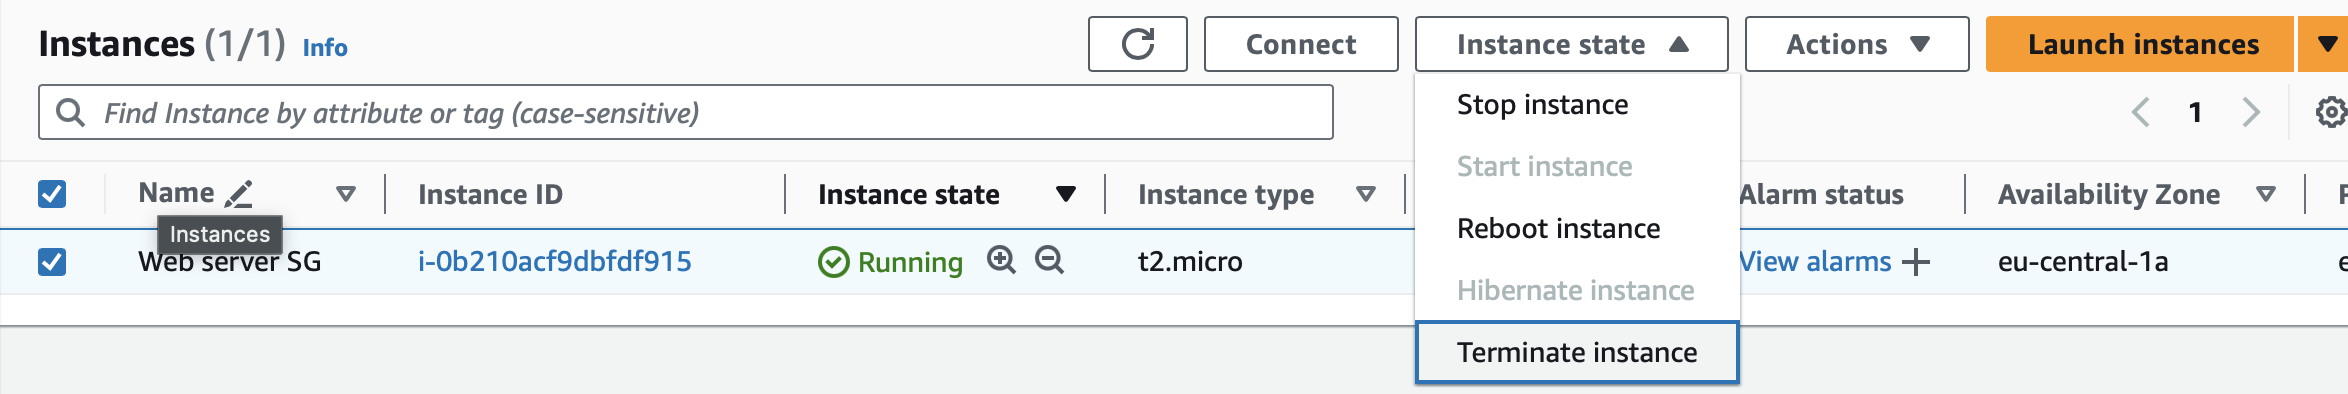 Instances (1/1) Info
Connect
Instance state
Actions
Launch instances
Find Instance by attribute or tag (case-sensitive)
1
Stop instance
Start instance
Reboot instance
Hibernate instance
Terminate instance
Name
Instance ID
Instance state
Instance type
Alarm status
Availability Zone
Instances
Web server SG
i-0b210acf9dbfdf915
Running
t2.micro
View alarms
eu-central-1a